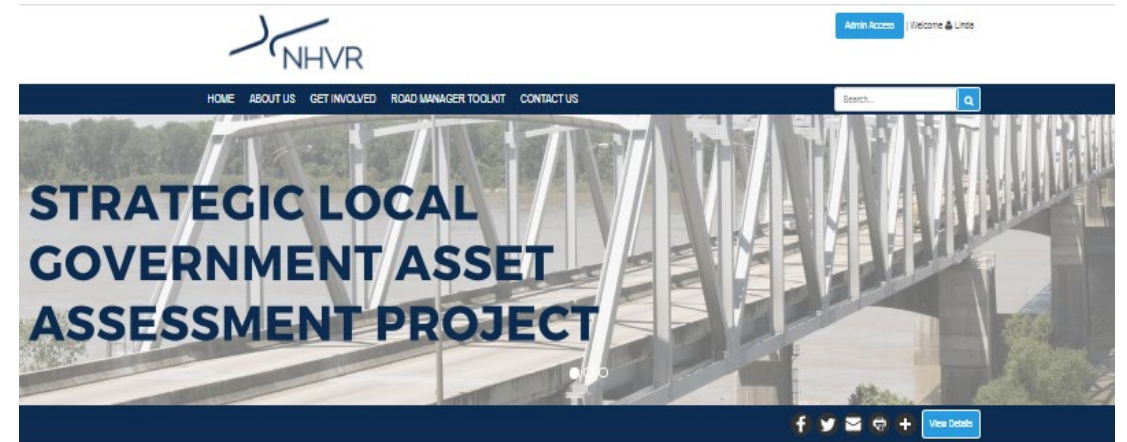 NHVR
Admin Access | Welcome Linda
HOME ABOUT US GET INVOLVED ROAD MANAGER TOOLKIT CONTACT US
Search...
STRATEGIC LOCAL
GOVERNMENT ASSET
ASSESSMENT PROJECT
View Details